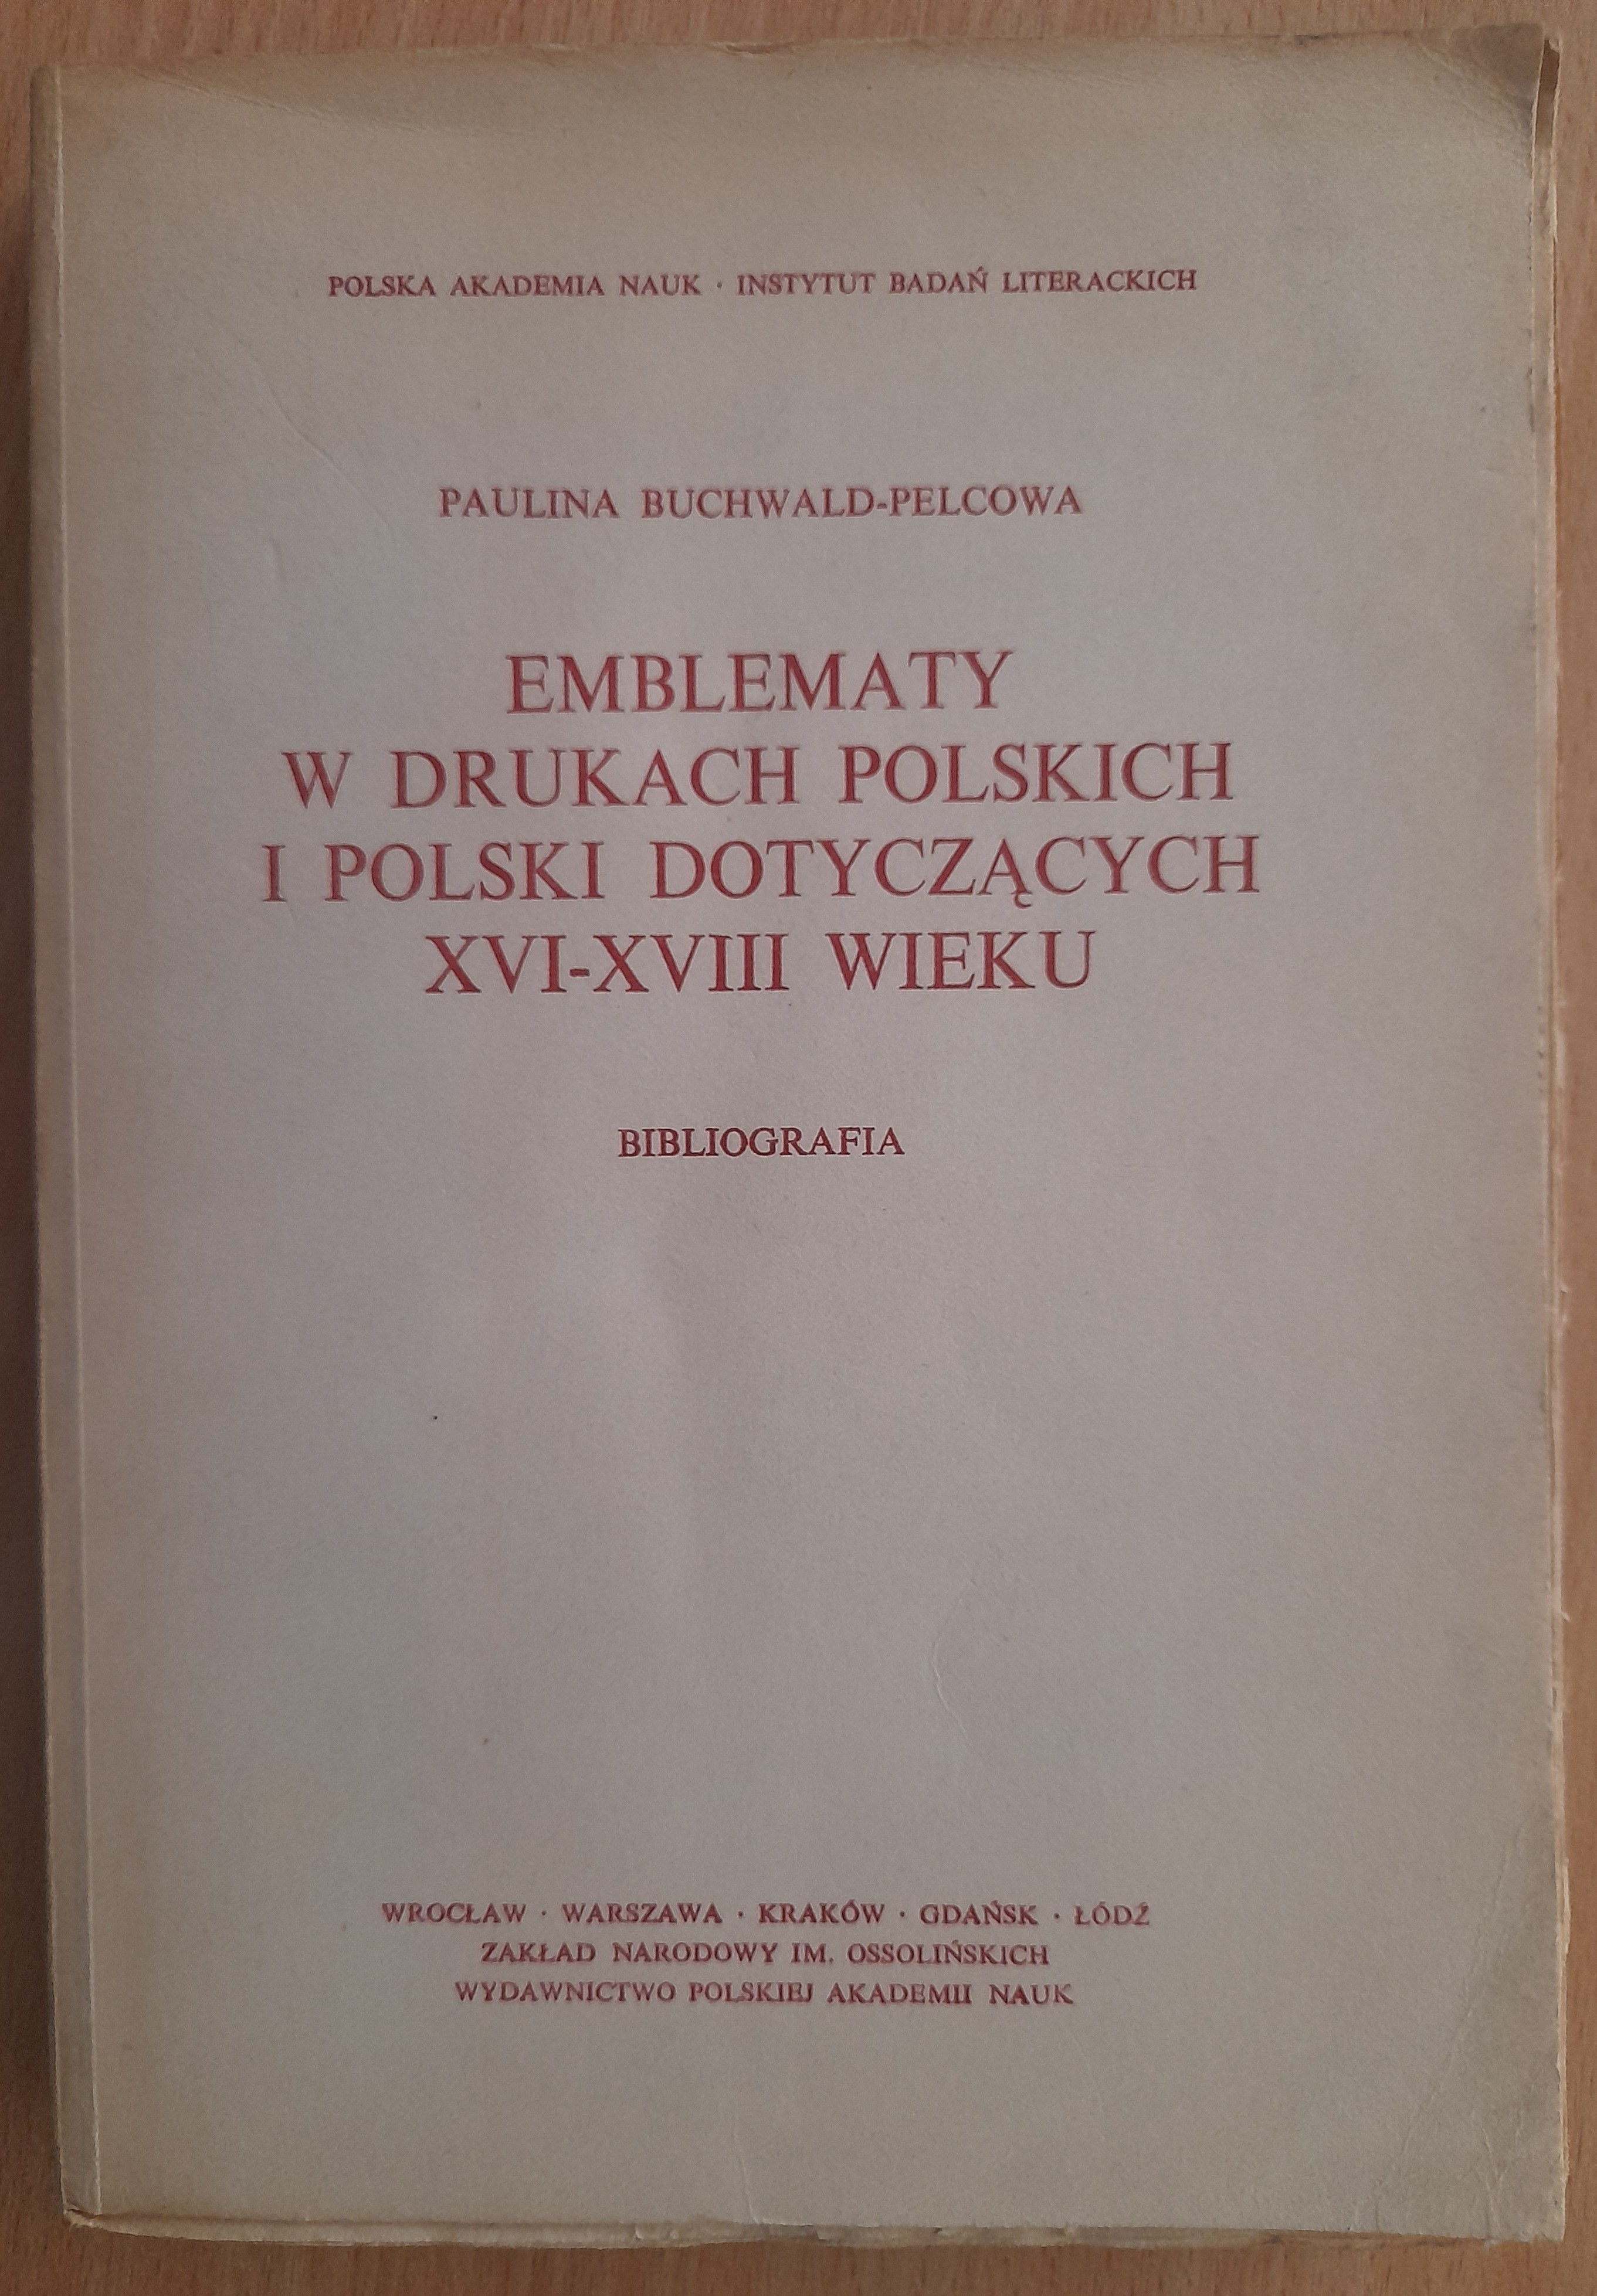 POLSKA AKADEMIA NAUK · INSTYTUT BADAŃ LITERACKICH
PAULINA BUCHWALD-PELCOWA
EMBLEMATY
W DRUKACH POLSKICH
I POLSKI DOTYCZĄCYCH
XVI-XVIII WIEKU
BIBLIOGRAFIA
WROCŁAW · WARSZAWA · KRAKÓW · GDAŃSK · ŁÓDŹ
ZAKŁAD NARODOWY IM. OSSOLIŃSKICH
WYDAWNICTWO POLSKIEJ AKADEMII NAUK